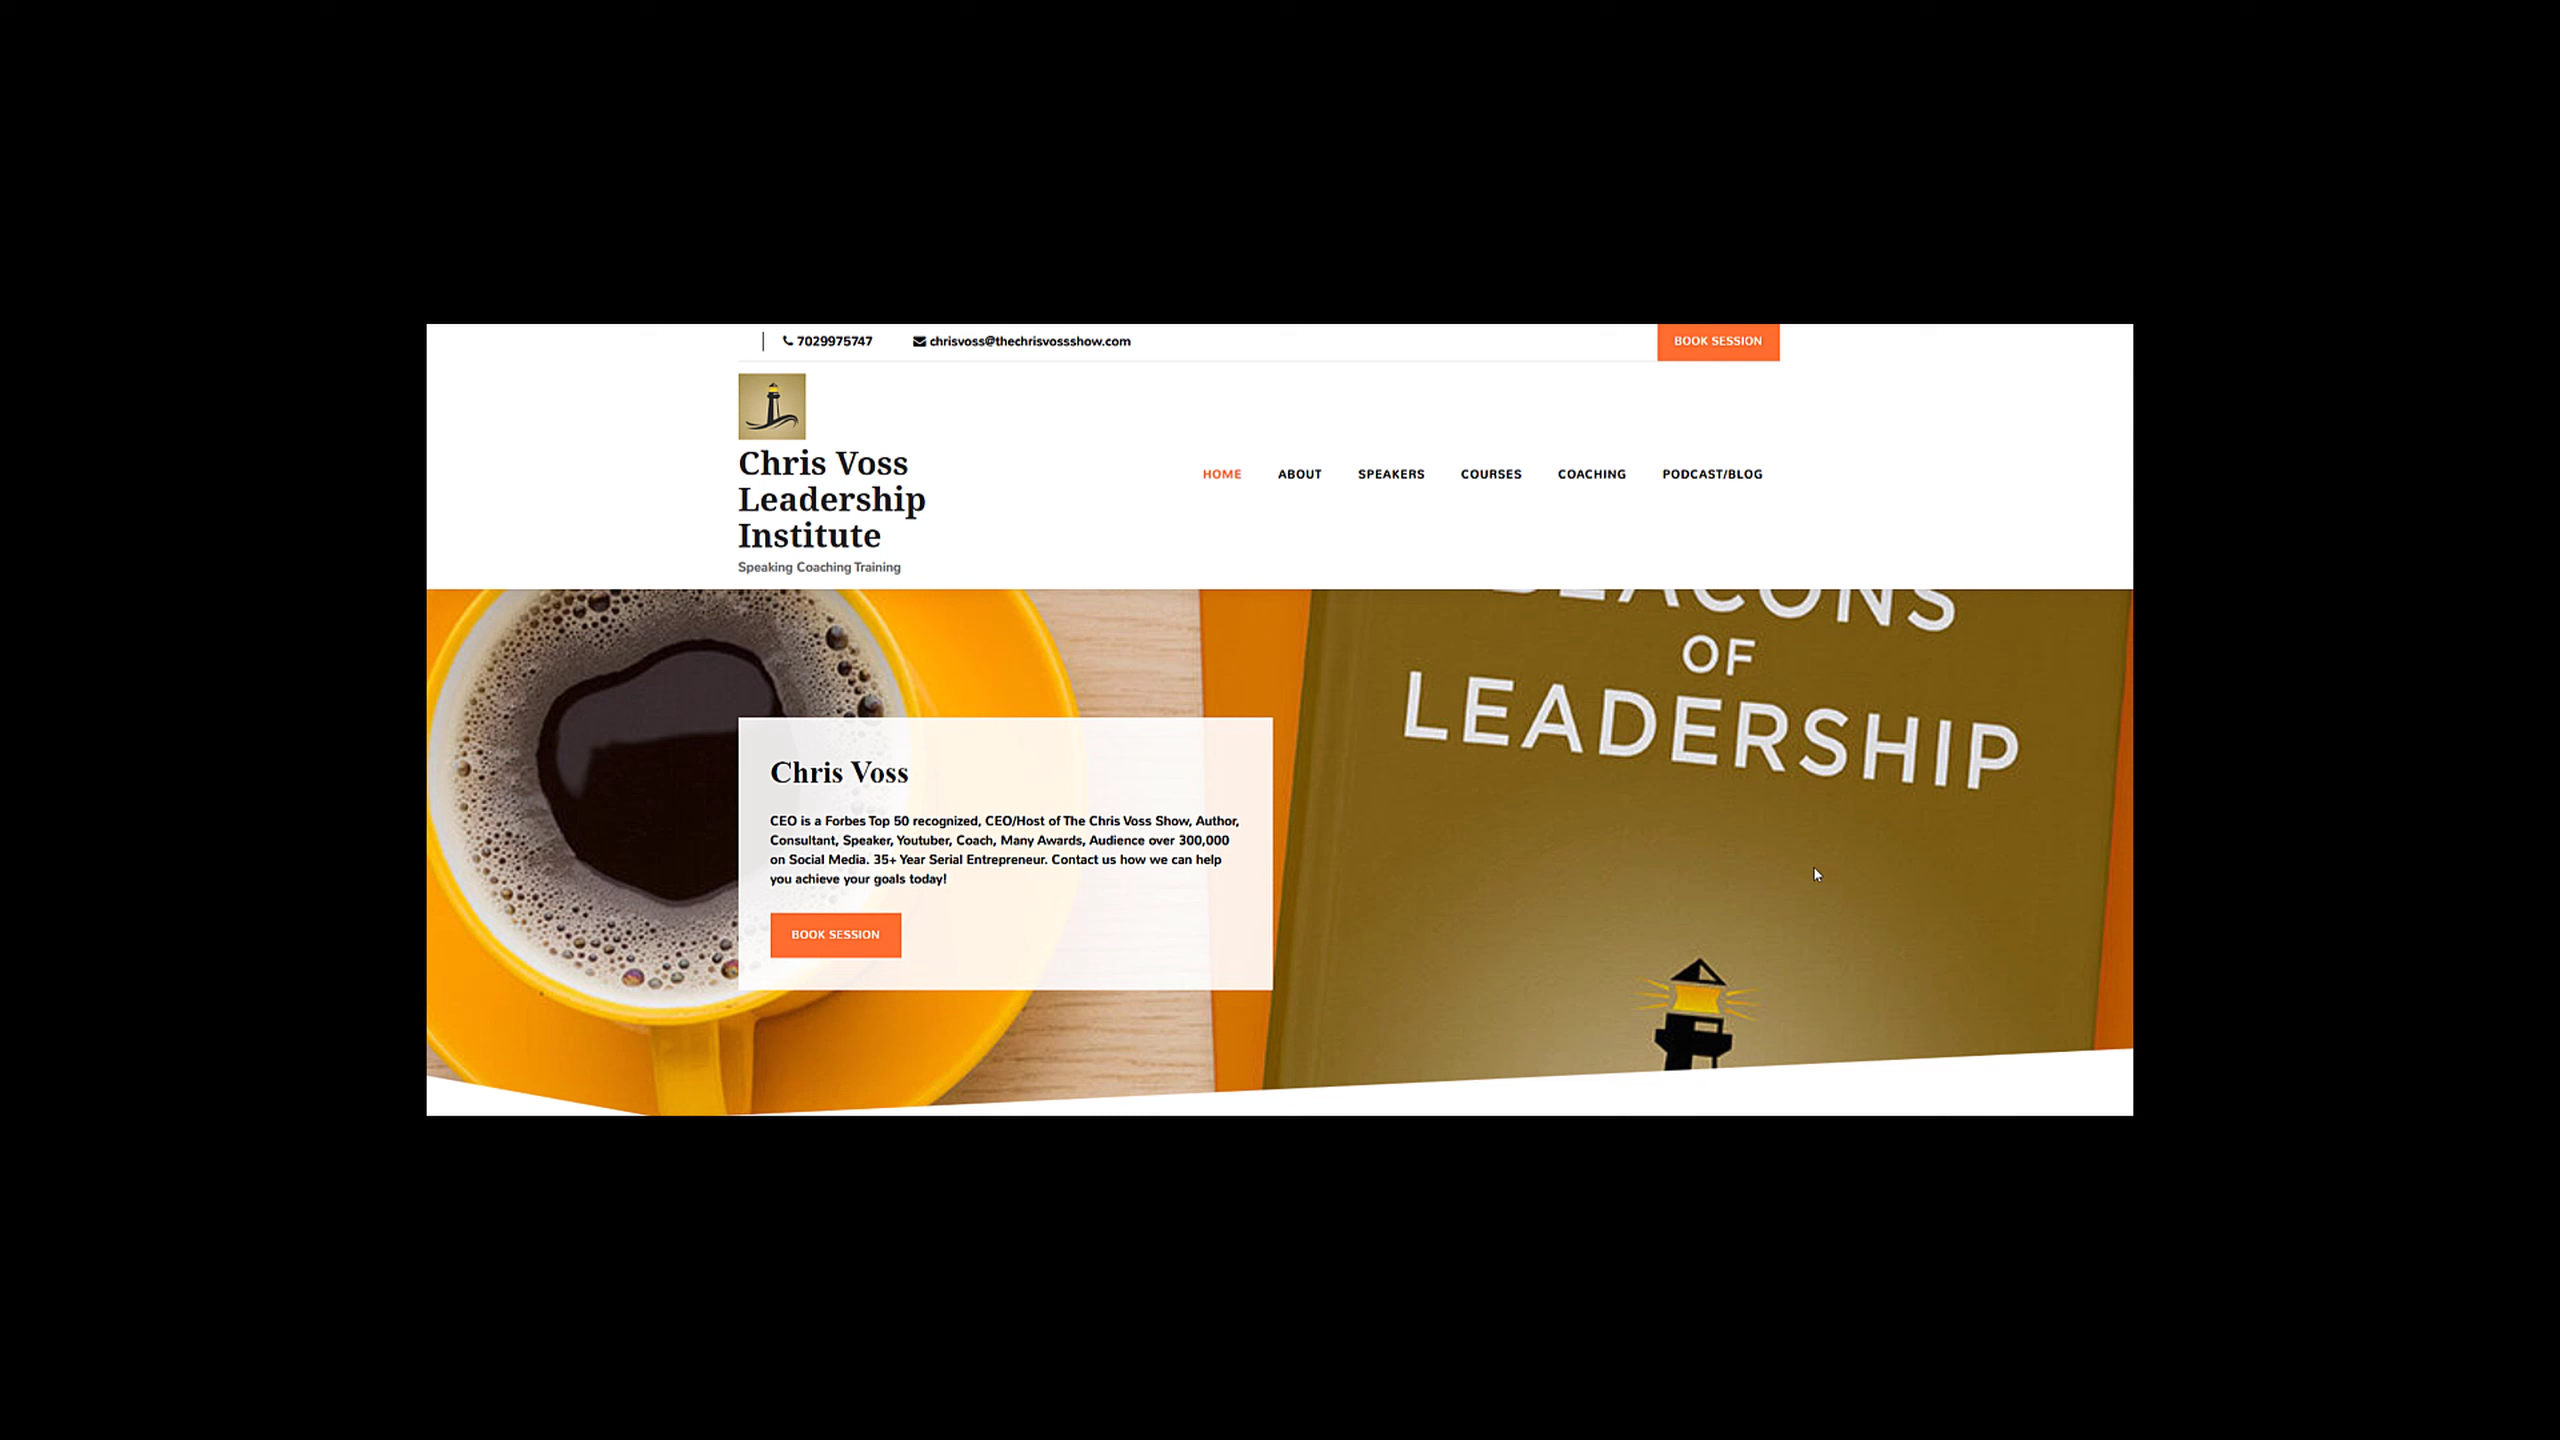 7029975747 chrisvoss@thechrisvossshow.com BOOK SESSION
Chris Voss
Leadership
Institute
Speaking Coaching Training
HOME ABOUT SPEAKERS COURSES COACHING PODCAST/BLOG
BEACONS
OF
LEADERSHIP
Chris Voss
CEO is a Forbes Top 50 recognized, CEO/Host of The Chris Voss Show, Author,
Consultant, Speaker, Youtuber, Coach, Many Awards, Audience over 300,000
on Social Media. 35+ Year Serial Entrepreneur. Contact us how we can help
you achieve your goals today!
BOOK SESSION